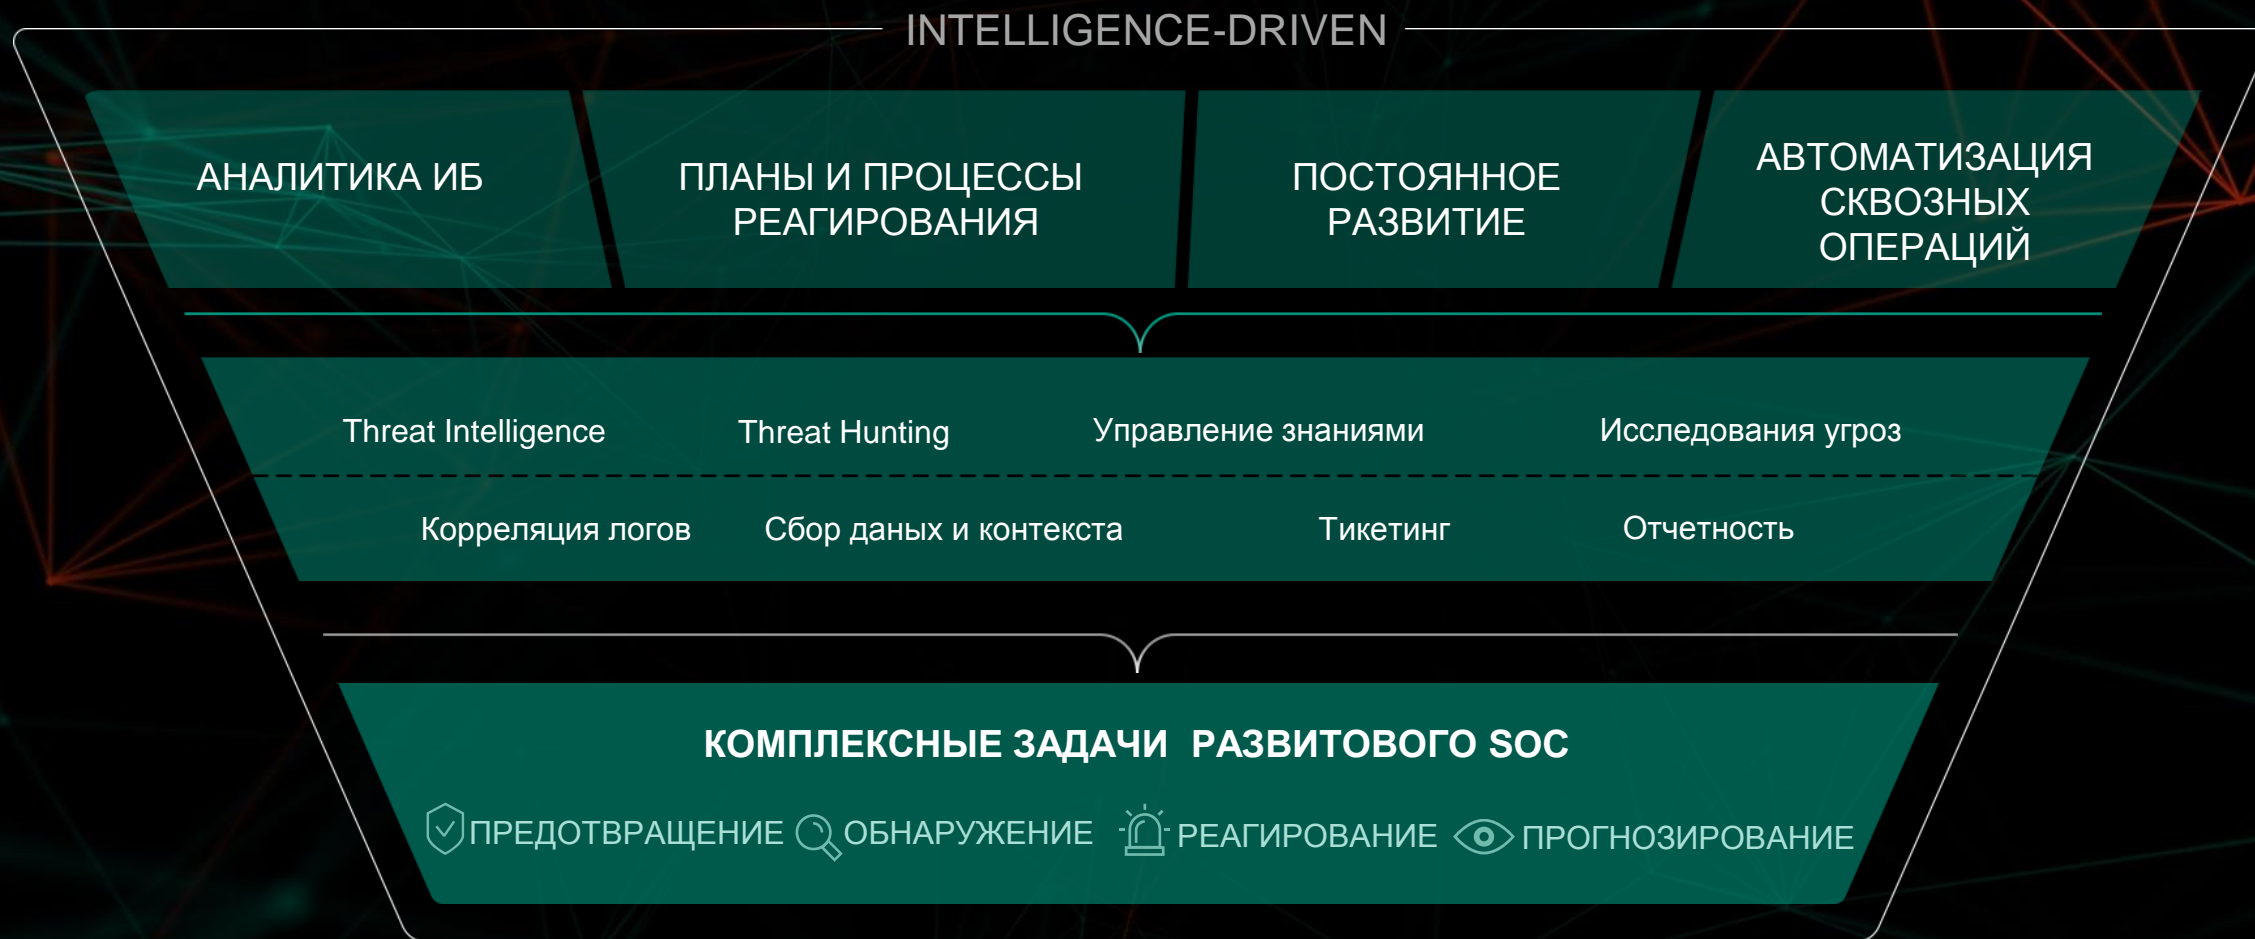 INTELLIGENCE-DRIVEN
АНАЛИТИКА ИБ
ПЛАНЫ И ПРОЦЕССЫ
РЕАГИРОВАНИЯ
ПОСТОЯННОЕ
РАЗВИТИЕ
АВТОМАТИЗАЦИЯ
СКВОЗНЫХ
ОПЕРАЦИЙ
Threat Intelligence
Threat Hunting
Управление знаниями
Исследования угроз
Корреляция логов
Сбор даных и контекста
Тикетинг
Отчетность
КОМПЛЕКСНЫЕ ЗАДАЧИ РАЗВИТОВОГО SOC
ПРЕДОТВРАЩЕНИЕ
ОБНАРУЖЕНИЕ
РЕАГИРОВАНИЕ
ПРОГНОЗИРОВАНИЕ